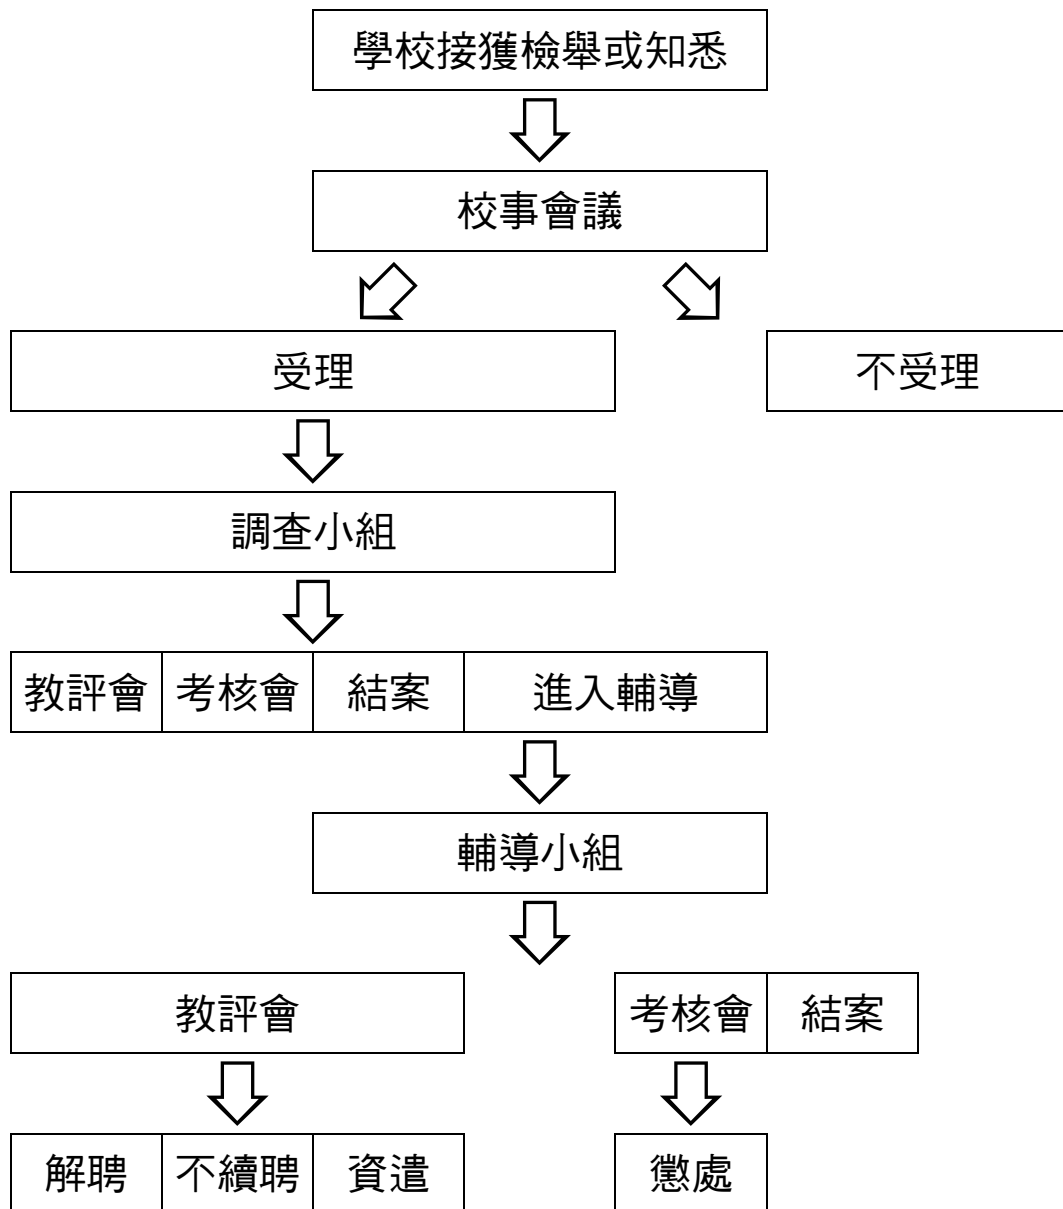 學校接獲檢舉或知悉
校事會議
受理
不受理
調查小組
教評會
考核會
結案
進入輔導
輔導小組
教評會
考核會
結案
解聘
不續聘
資遣
懲處